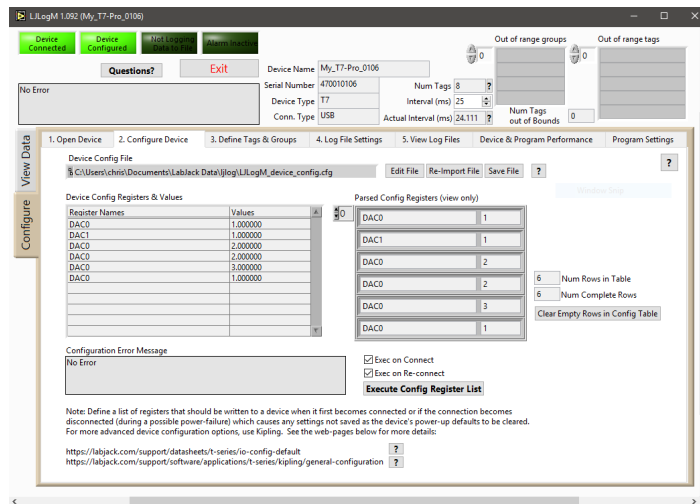 LJLogM 1.092 (My_T7-Pro_0106)
Device Connected
Device Configured
Not Logging Data to File
Alarm Inactive
Questions?
Exit
No Error
Device Name My_T7-Pro_0106
Serial Number 470010106
Device Type T7
Conn. Type USB
Num Tags 8 ?
Interval (ms) 25
Actual Interval (ms) 24.111 ?
Out of range groups
0
Out of range tags
0
Num Tags out of Bounds 0
View Data
Configure
1. Open Device 2. Configure Device 3. Define Tags & Groups 4. Log File Settings 5. View Log Files Device & Program Performance Program Settings
Device Config File
C:\Users\chris\Documents\LabJack Data\ljlog\LJLogM_device_config.cfg
Edit File Re-Import File Save File ?
?
Device Config Registers & Values
Register Names Values
DAC0 1.000000
DAC1 1.000000
DAC0 2.000000
DAC0 2.000000
DAC0 3.000000
DAC0 1.000000
0
Parsed Config Registers (view only)
DAC0 1
DAC1 1
DAC0 2
DAC0 2
DAC0 3
DAC0 1
6 Num Rows in Table
6 Num Complete Rows
Clear Empty Rows in Config Table
Configuration Error Message
No Error
Exec on Connect
Exec on Re-connect
Execute Config Register List
Note: Define a list of registers that should be written to a device when it first becomes connected or if the connection becomes
disconnected (during a possible power-failure) which causes any settings not saved as the device's power-up defaults to be cleared.
For more advanced device configuration options, use Kipling. See the web-pages below for more details:
https://labjack.com/support/datasheets/t-series/io-config-default ?
https://labjack.com/support/software/applications/t-series/kipling/general-configuration ?